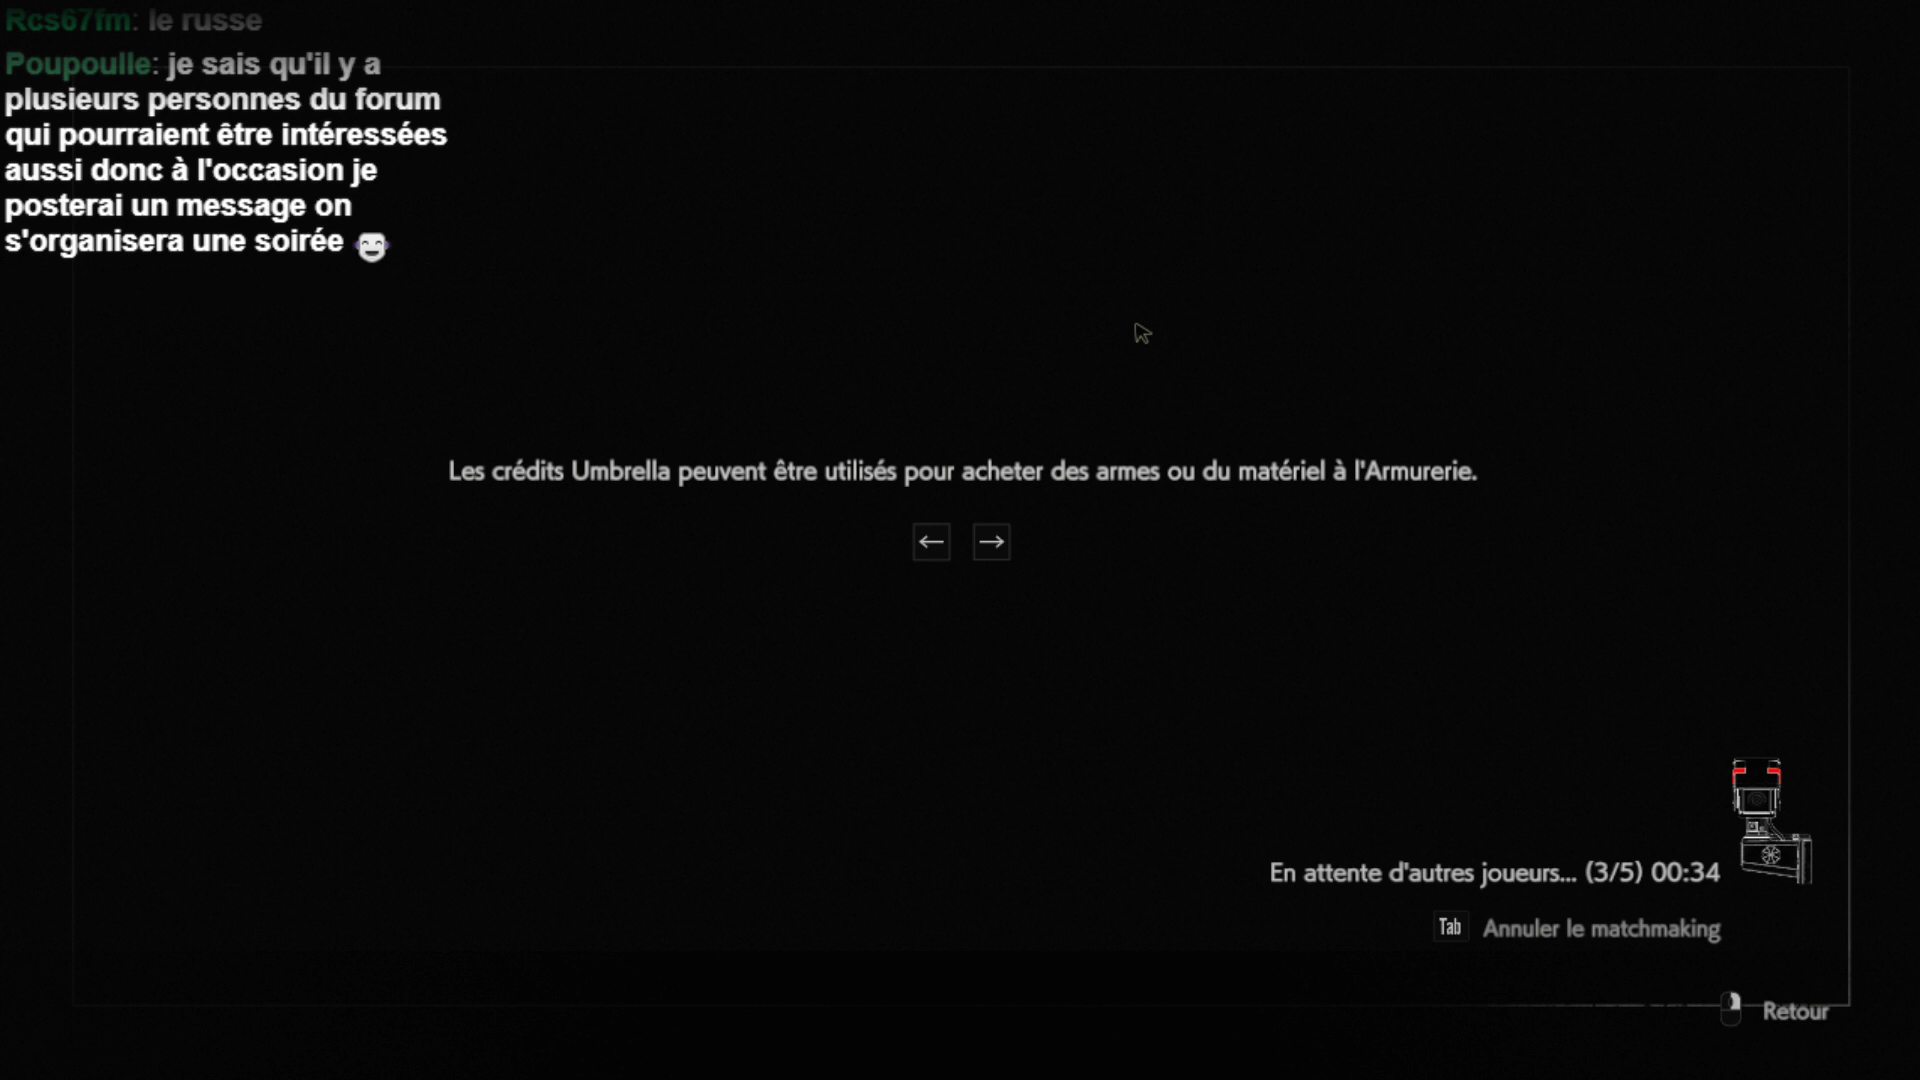 Rcs67fm: le russe
Poupoulle: je sais qu'il y a
plusieurs personnes du forum
qui pourraient être intéressées
aussi donc à l'occasion je
posterai un message on
s'organisera une soirée
Les crédits Umbrella peuvent être utilisés pour acheter des armes ou du matériel à l'Armurerie.
En attente d'autres joueurs... (3/5) 00:34
Tab Annuler le matchmaking
Retour